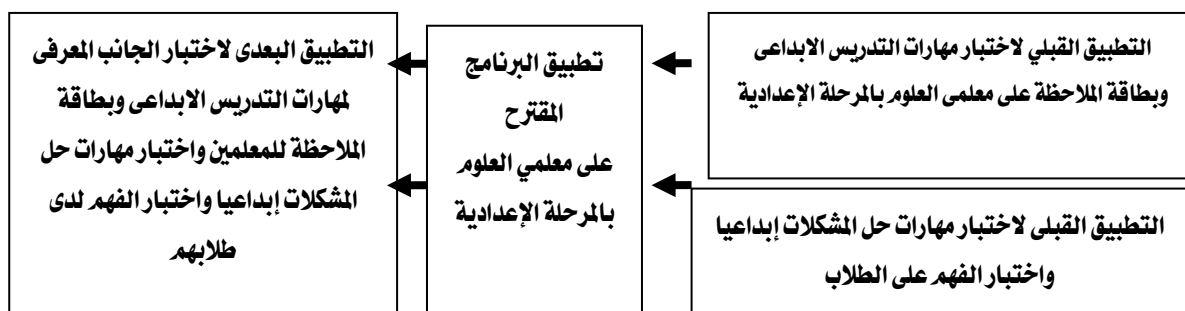 التطبيق القبلي لاختبار مهارات التدريس الابداعى
وبطاقة الملاحظة على معلمى العلوم بالمرحلة الإعدادية
التطبيق القبلى لاختبار مهارات حل المشكلات إبداعيا
واختبار الفهم على الطلاب
تطبيق البرنامج
المقترح
على معلمي العلوم
بالمرحلة الإعدادية
التطبيق البعدى لاختبار الجانب المعرفى
لمهارات التدريس الابداعى وبطاقة
الملاحظة للمعلمين واختبار مهارات حل
المشكلات إبداعيا واختبار الفهم لدى
طلابهم